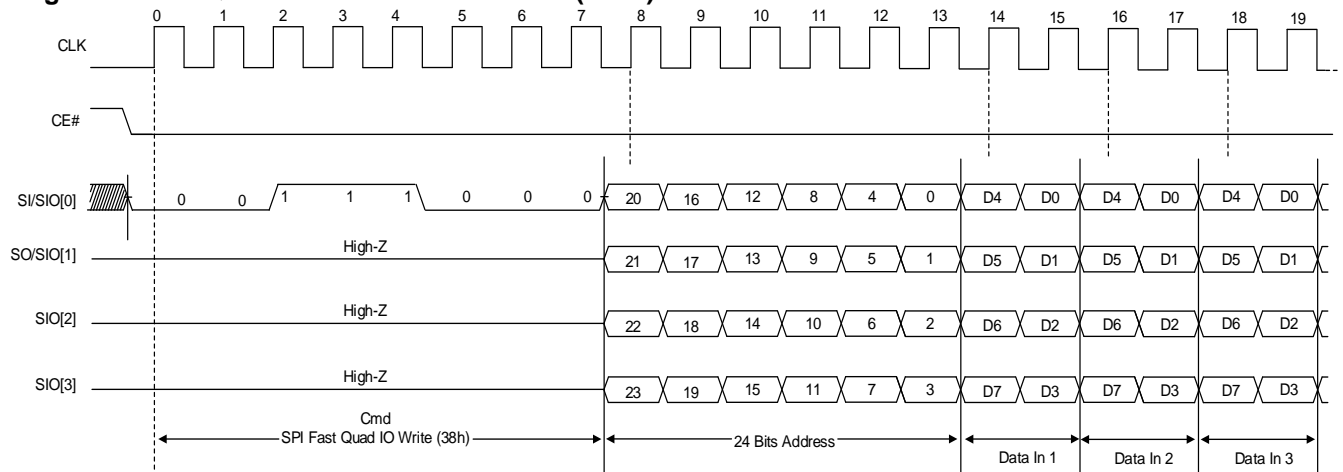 0 1 2 3 4 5 6 7 8 9 10 11 12 13 14 15 16 17 18 19
CLK
CE#
SI/SIO[0] 0 0 1 1 1 0 0 0 20 16 12 8 4 0 D4 D0 D4 D0 D4 D0
SO/SIO[1] High-Z 21 17 13 9 5 1 D5 D1 D5 D1 D5 D1
SIO[2] High-Z 22 18 14 10 6 2 D6 D2 D6 D2 D6 D2
SIO[3] High-Z 23 19 15 11 7 3 D7 D3 D7 D3 D7 D3
Cmd
SPI Fast Quad IO Write (38h) 24 Bits Address Data In 1 Data In 2 Data In 3